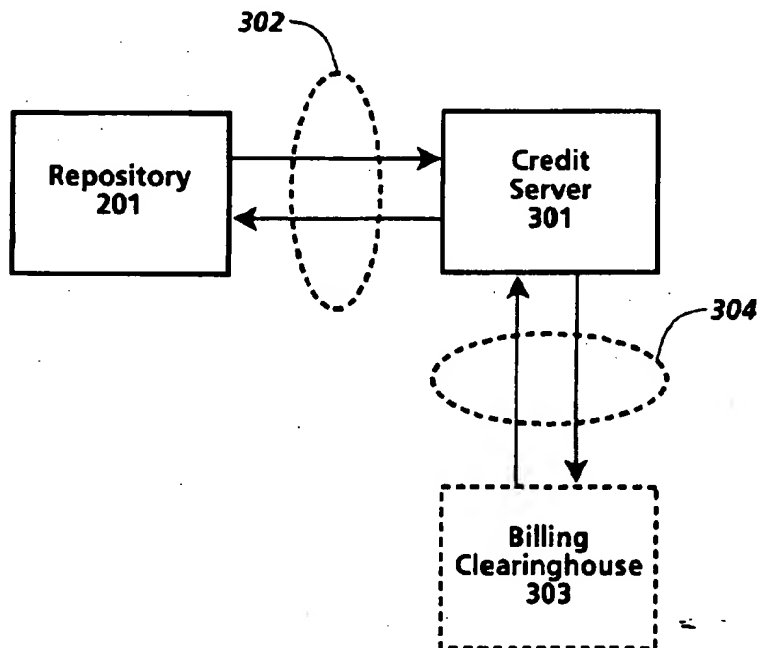 302
Repository
201
Credit
Server
301
304
Billing
Clearinghouse
303